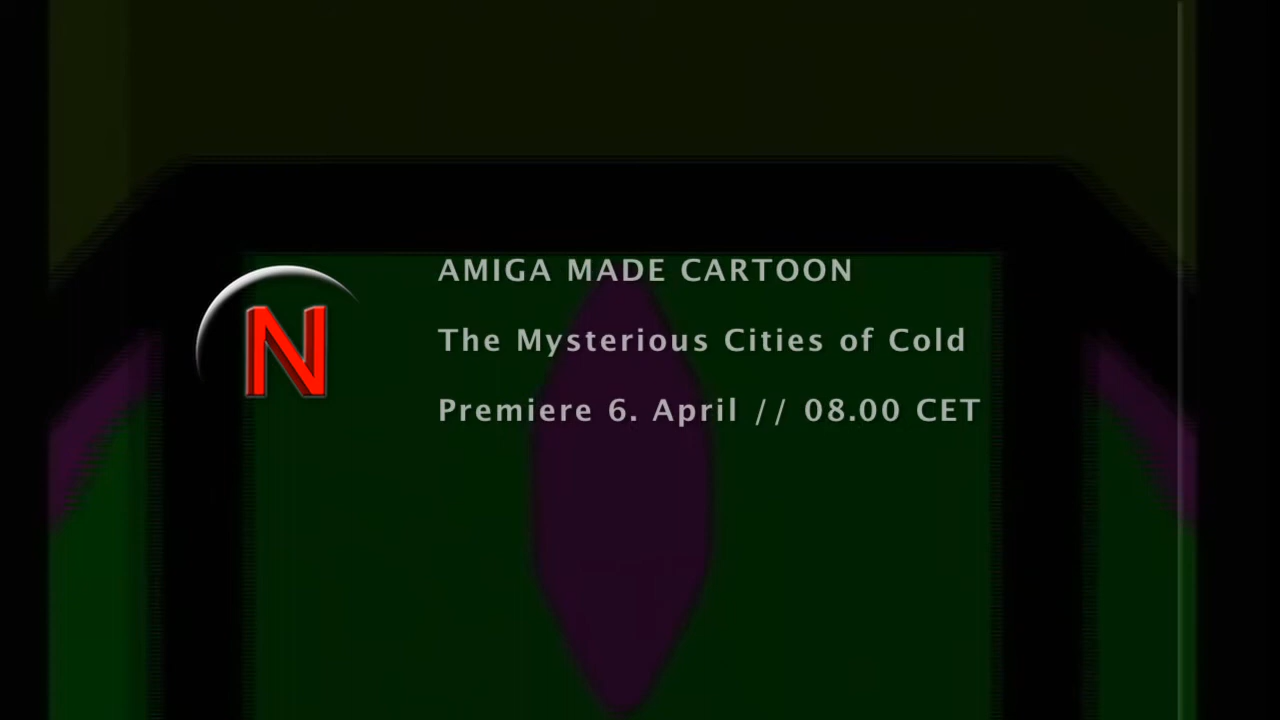 N
AMIGA MADE CARTOON
The Mysterious Cities of Cold
Premiere 6. April // 08.00 CET